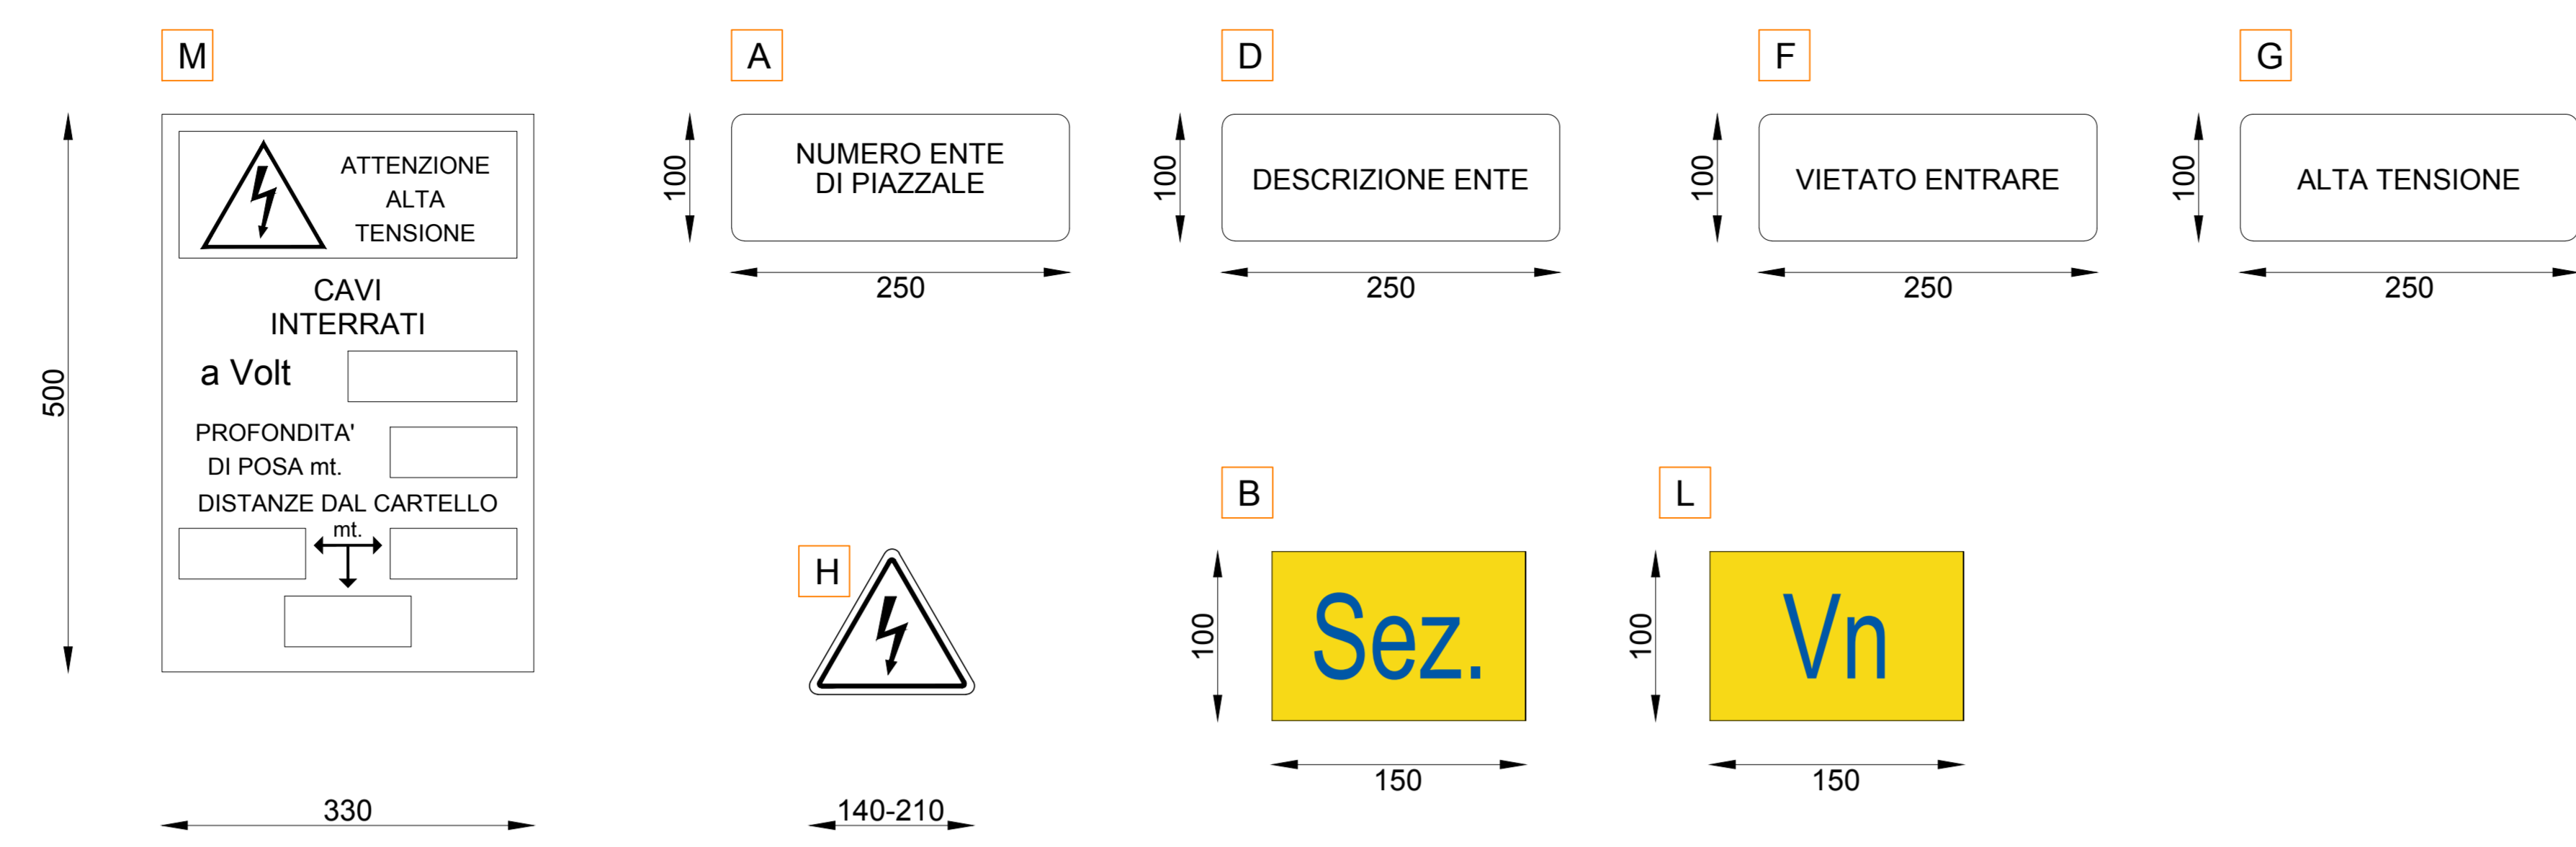 M
ATTENZIONE
ALTA
TENSIONE
CAVI
INTERRATI
a Volt
PROFONDITA'
DI POSA mt.
DISTANZE DAL CARTELLO
mt.
500
330
A
NUMERO ENTE
DI PIAZZALE
100
250
D
DESCRIZIONE ENTE
100
250
F
VIETATO ENTRARE
100
250
G
ALTA TENSIONE
100
250
H
140-210
B
Sez.
100
150
L
Vn
100
150